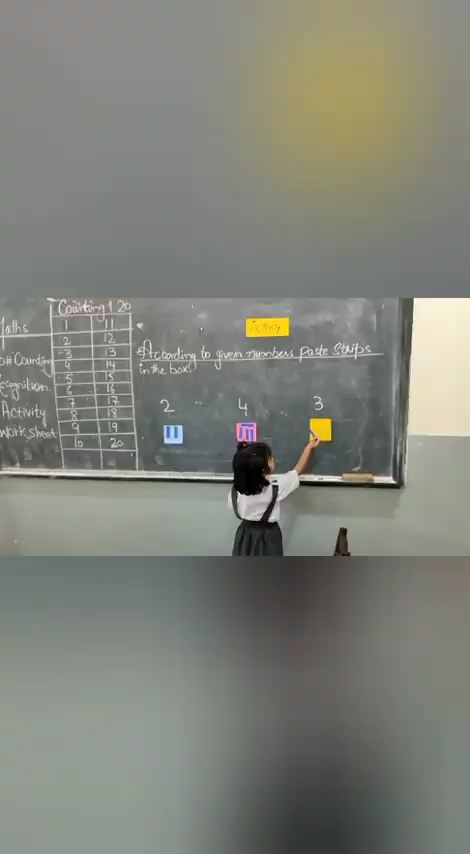 Maths
Counting
Recognition.
Activity
Worksheet
Counting 1 20
1 11
2 12
3 13
4 14
5 15
6 16
7 17
8 18
9 19
10 20
Activity
According to given numbers paste strips
in the box
2 4 3